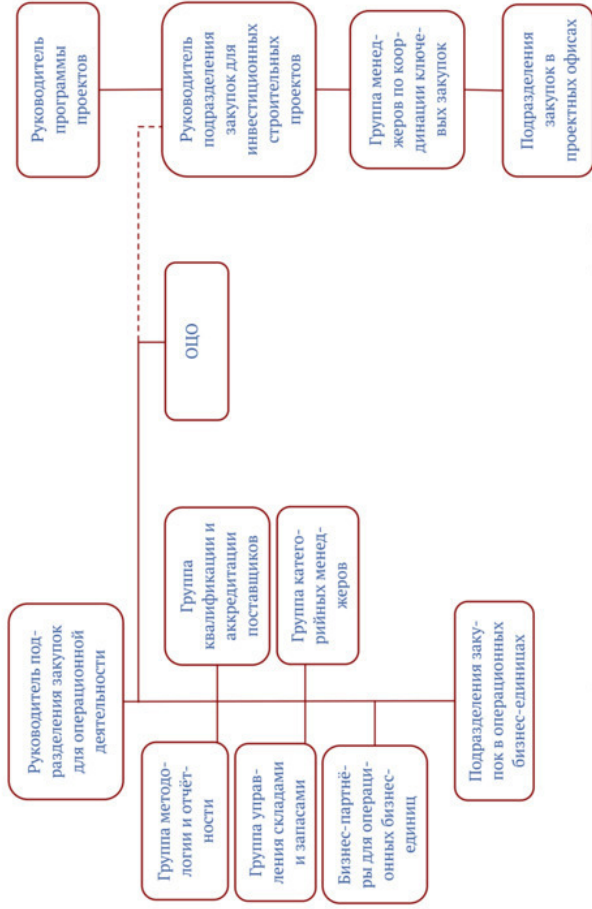 Руководитель под-
разделения закупок
для операционной
деятельности
Руководитель
программы
проектов
Группа методо-
логии и отчёт-
ности
Группа
квалификации и
аккредитации
поставщиков
ОЦО
Руководитель
подразделения
закупок для
инвестиционных
строительных
проектов
Группа управ-
ления складами
и запасами
Группа катего-
рийных менед-
жеров
Бизнес-партнё-
ры для операци-
онных бизнес-
единиц
Группа менед-
жеров по коор-
динации ключе-
вых закупок
Подразделения заку-
пок в операционных
бизнес-единицах
Подразделения
закупок в
проектных офисах